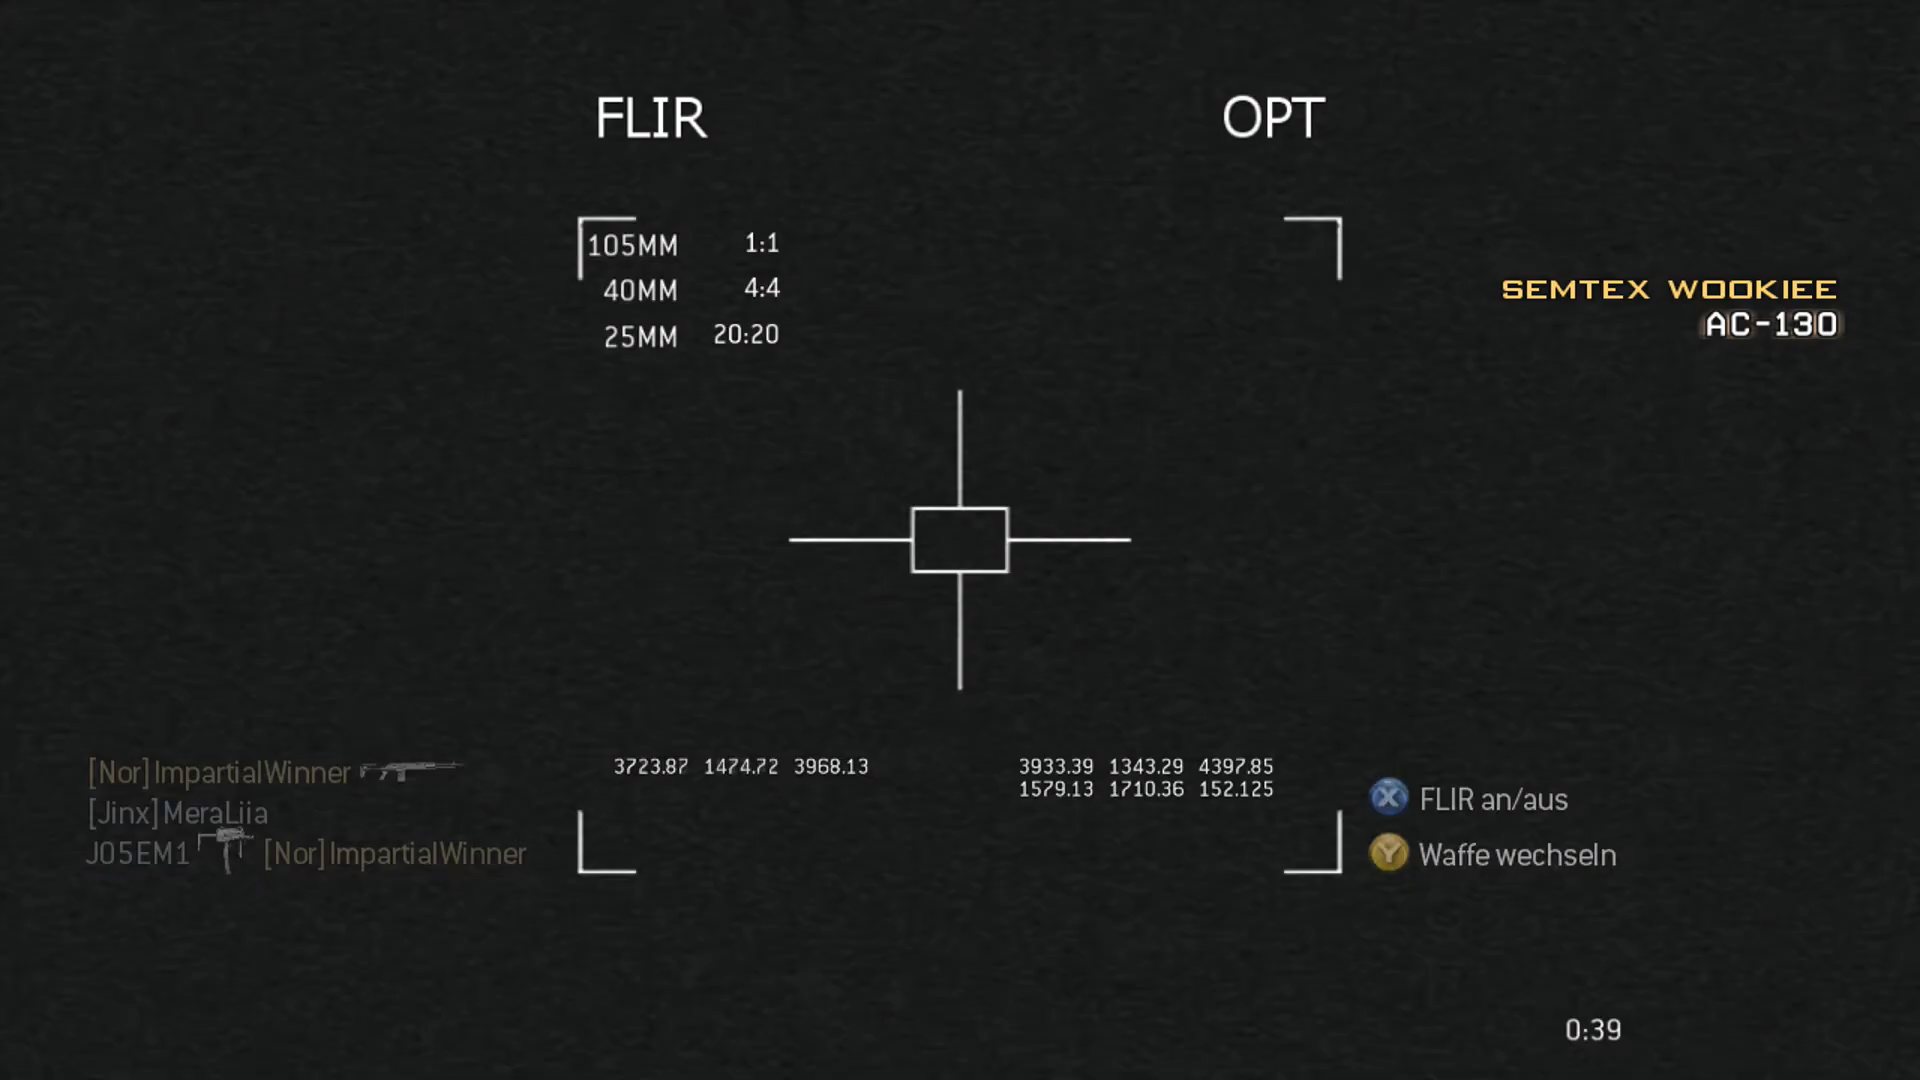 FLIR OPT
105MM 1:1
40MM 4:4
25MM 20:20
SEMTEX WOOKIEE
AC-130
[Nor]ImpartialWinner
[Jinx]MeraLiia
J05EM1 [Nor]ImpartialWinner
3723.87 1474.72 3968.13
3933.39 1343.29 4397.85
1579.13 1710.36 152.125
X FLIR an/aus
Y Waffe wechseln
0:39